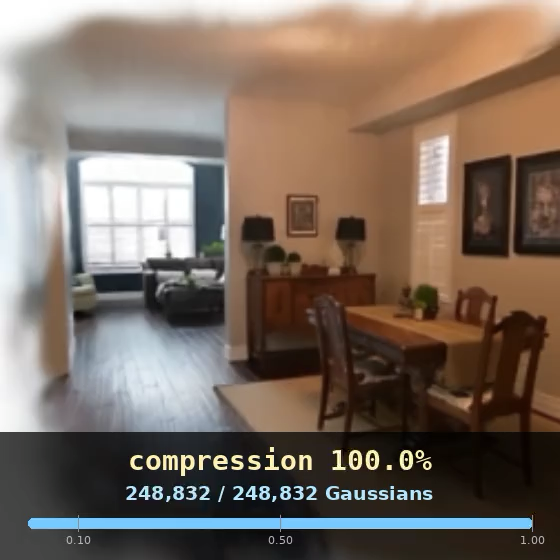 compression 100.0%
248,832 / 248,832 Gaussians
0.10 0.50 1.00